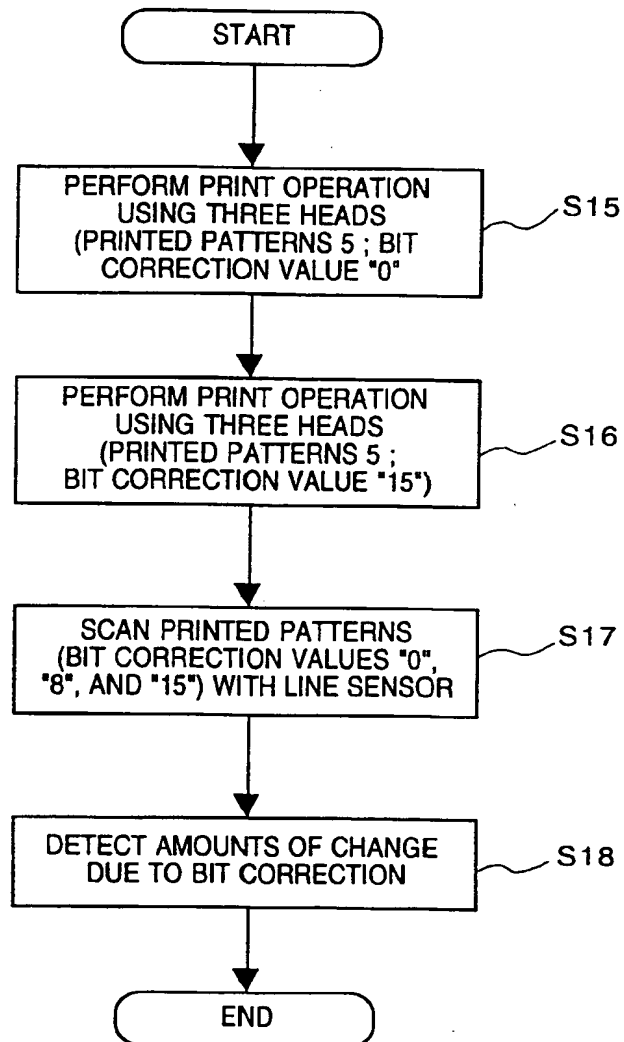 START
PERFORM PRINT OPERATION
USING THREE HEADS
(PRINTED PATTERNS 5 ; BIT
CORRECTION VALUE "0"
S15
PERFORM PRINT OPERATION
USING THREE HEADS
(PRINTED PATTERNS 5 ;
BIT CORRECTION VALUE "15")
S16
SCAN PRINTED PATTERNS
(BIT CORRECTION VALUES "0",
"8", AND "15") WITH LINE SENSOR
S17
DETECT AMOUNTS OF CHANGE
DUE TO BIT CORRECTION
S18
END